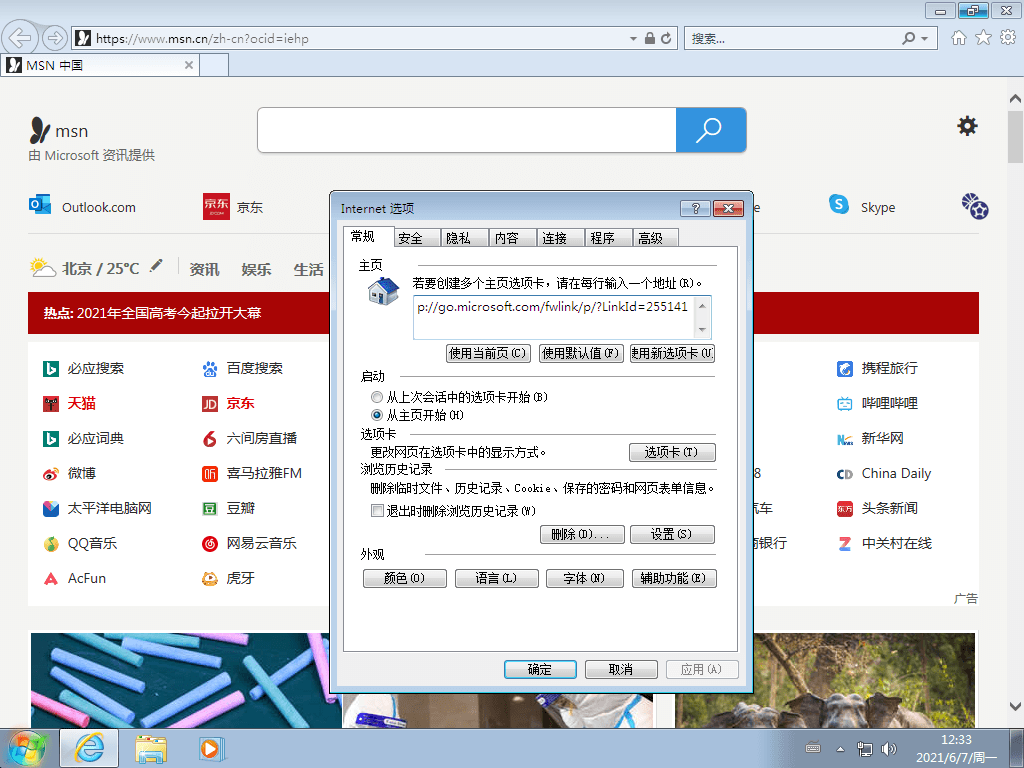 https://www.msn.cn/zh-cn?ocid=iehp
搜索...
MSN 中国
msn
由 Microsoft 资讯提供
Outlook.com
京东
京东
Skype
北京 / 25°C
资讯
娱乐
生活
热点: 2021年全国高考今起拉开大幕
必应搜索
百度搜索
携程旅行
天猫
JD
京东
哔哩哔哩
必应词典
六间房直播
新华网
微博
听
喜马拉雅FM
CD
China Daily
太平洋电脑网
豆
豆瓣
汽车
东方
头条新闻
QQ音乐
网易云音乐
商银行
中关村在线
AcFun
虎牙
广告
Internet 选项
常规
安全
隐私
内容
连接
程序
高级
主页
若要创建多个主页选项卡，请在每行输入一个地址(R)。
p://go.microsoft.com/fwlink/p/?LinkId=255141
使用当前页(C)
使用默认值(F)
使用新选项卡(U)
启动
从上次会话中的选项卡开始(B)
从主页开始(H)
选项卡
更改网页在选项卡中的显示方式。
选项卡(T)
浏览历史记录
删除临时文件、历史记录、Cookie、保存的密码和网页表单信息。
退出时删除浏览历史记录(W)
删除(D)...
设置(S)
外观
颜色(O)
语言(L)
字体(N)
辅助功能(E)
确定
取消
应用(A)
12:33
2021/6/7/周一